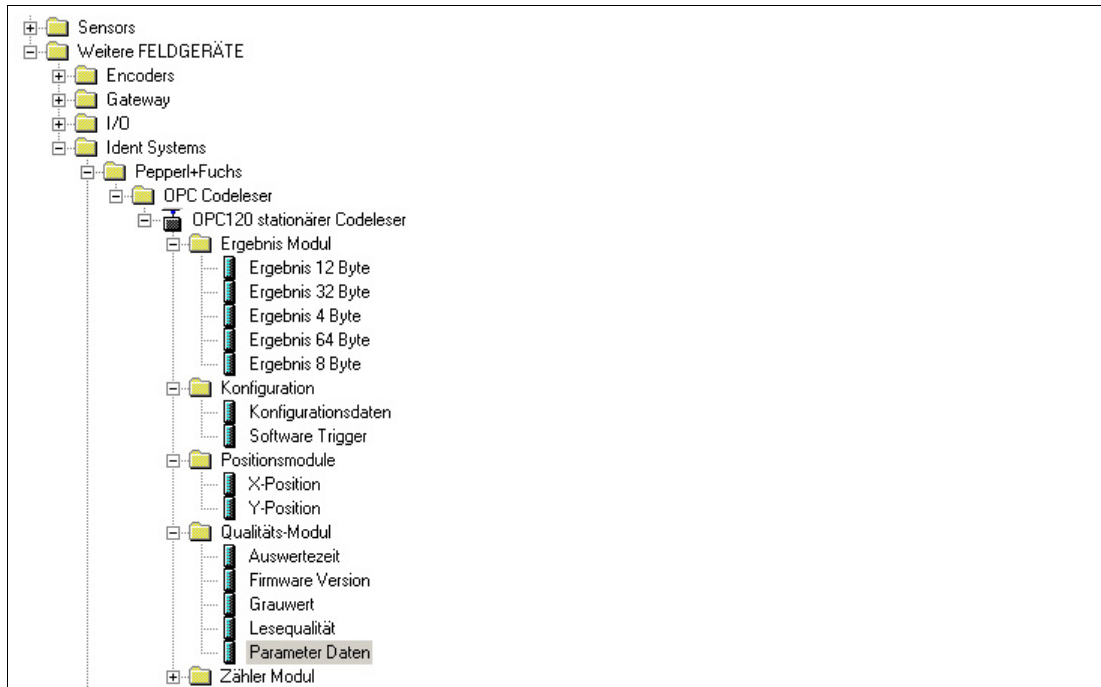 Sensors
Weitere FELDGERÄTE
Encoders
Gateway
I/O
Ident Systems
Pepperl+Fuchs
OPC Codeleser
OPC120 stationärer Codeleser
Ergebnis Modul
Ergebnis 12 Byte
Ergebnis 32 Byte
Ergebnis 4 Byte
Ergebnis 64 Byte
Ergebnis 8 Byte
Konfiguration
Konfigurationsdaten
Software Trigger
Positionsmodule
X-Position
Y-Position
Qualitäts-Modul
Auswertezeit
Firmware Version
Grauwert
Lesequalität
Parameter Daten
Zähler Modul